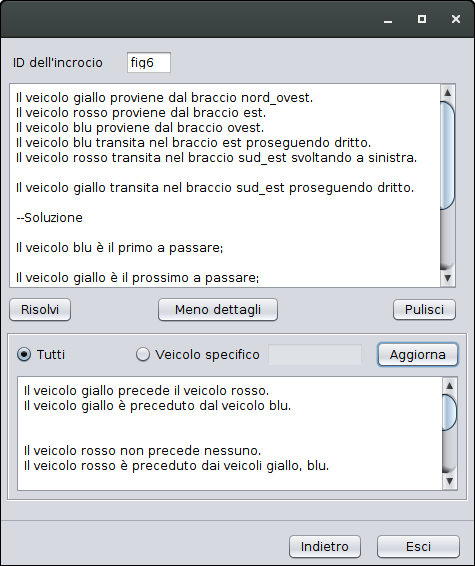 ID dell'incrocio fig6
Il veicolo giallo proviene dal braccio nord_ovest.
Il veicolo rosso proviene dal braccio est.
Il veicolo blu proviene dal braccio ovest.
Il veicolo blu transita nel braccio est proseguendo dritto.
Il veicolo rosso transita nel braccio sud_est svoltando a sinistra.
Il veicolo giallo transita nel braccio sud_est proseguendo dritto.
--Soluzione
Il veicolo blu è il primo a passare;
Il veicolo giallo è il prossimo a passare;
Risolvi Meno dettagli Pulisci
Tutti Veicolo specifico Aggiorna
Il veicolo giallo precede il veicolo rosso.
Il veicolo giallo è preceduto dal veicolo blu.
Il veicolo rosso non precede nessuno.
Il veicolo rosso è preceduto dai veicoli giallo, blu.
Indietro Esci